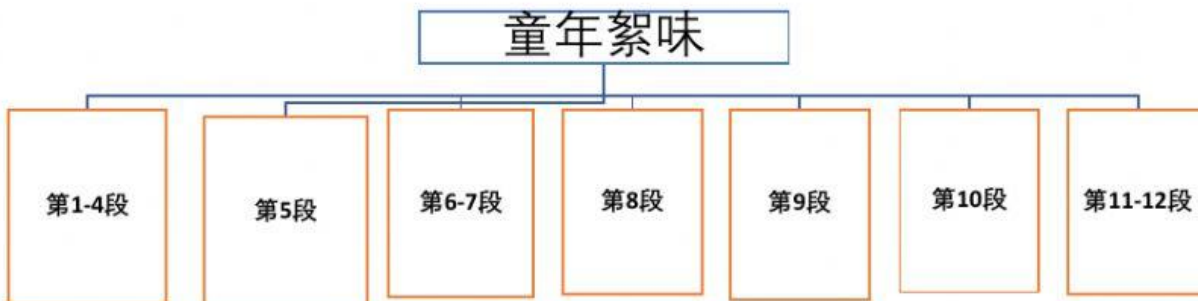 童年絮味
第1-4段
第5段
第6-7段
第8段
第9段
第10段
第11-12段